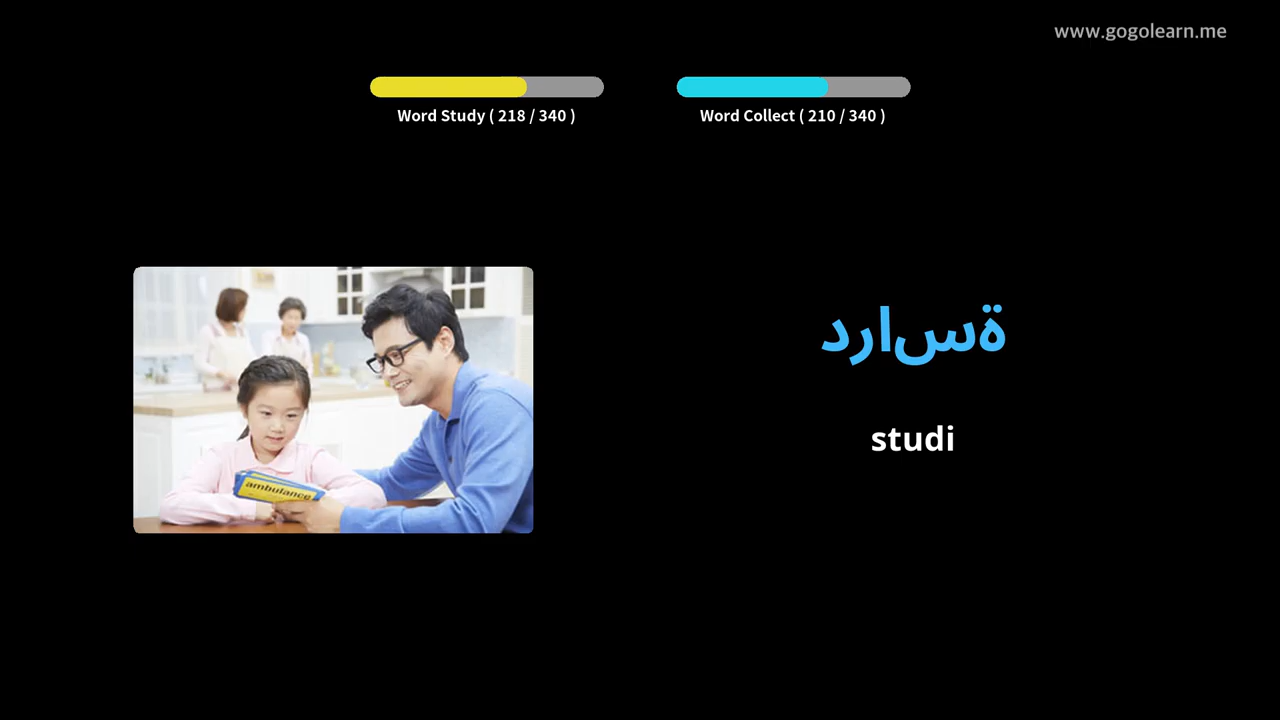 www.gogolearn.me
Word Study ( 218 / 340 )
Word Collect ( 210 / 340 )
ةسارد
studi
ambulance